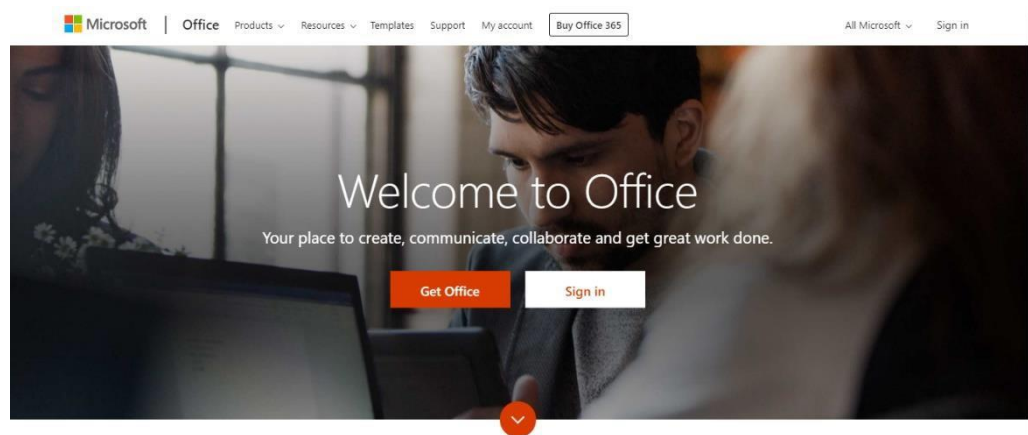 Microsoft Office Products Resources Templates Support My account Buy Office 365 All Microsoft Sign in
Welcome to Office
Your place to create, communicate, collaborate and get great work done.
Get Office Sign in